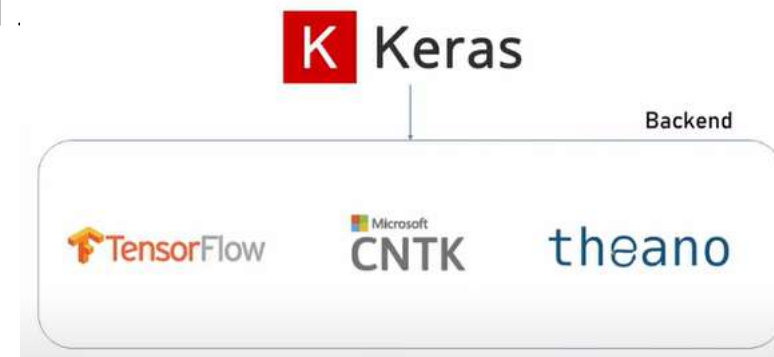 K Keras
Backend
TensorFlow
Microsoft
CNTK
theano